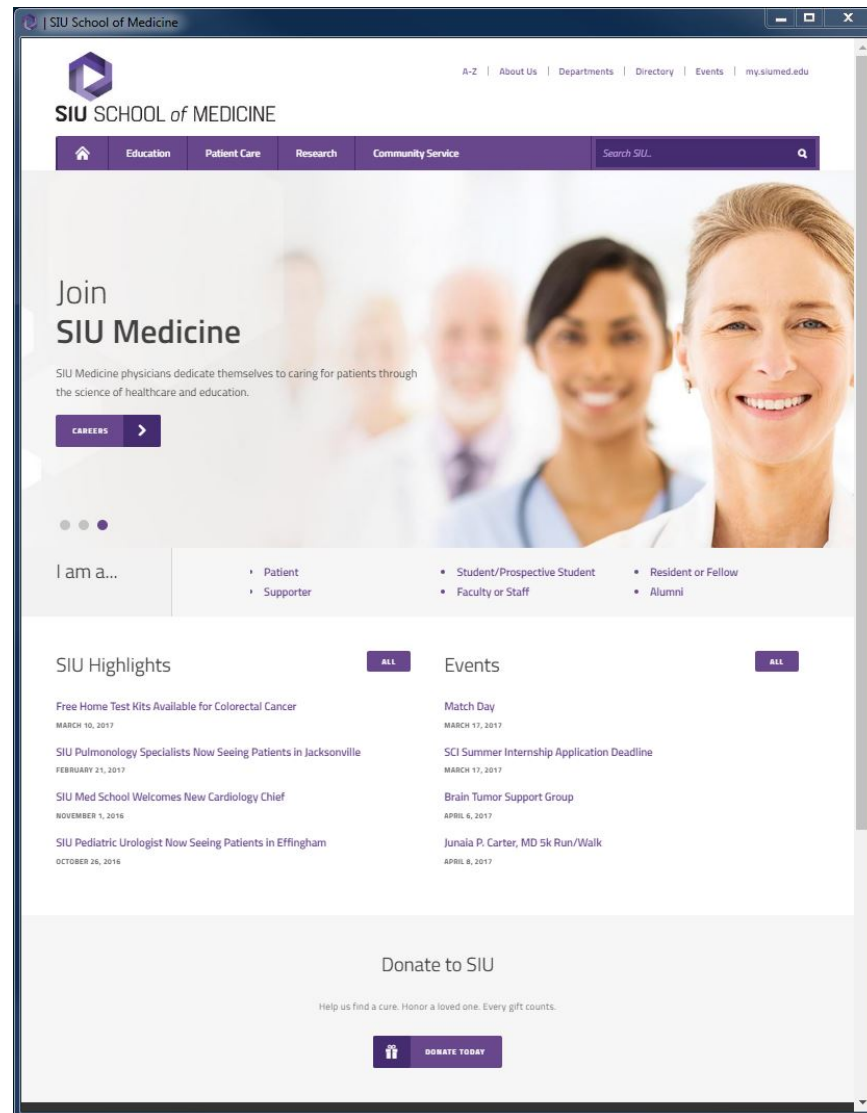 | SIU School of Medicine
A-Z | About Us | Departments | Directory | Events | my.siumed.edu
SIU SCHOOL of MEDICINE
Education Patient Care Research Community Service Search SIU..
Join
SIU Medicine
SIU Medicine physicians dedicate themselves to caring for patients through
the science of healthcare and education.
CAREERS
I am a...
Patient
Supporter
Student/Prospective Student
Faculty or Staff
Resident or Fellow
Alumni
SIU Highlights ALL
Free Home Test Kits Available for Colorectal Cancer
MARCH 10, 2017
SIU Pulmonology Specialists Now Seeing Patients in Jacksonville
FEBRUARY 21, 2017
SIU Med School Welcomes New Cardiology Chief
NOVEMBER 1, 2016
SIU Pediatric Urologist Now Seeing Patients in Effingham
OCTOBER 26, 2016
Events ALL
Match Day
MARCH 17, 2017
SCI Summer Internship Application Deadline
MARCH 17, 2017
Brain Tumor Support Group
APRIL 6, 2017
Junaia P. Carter, MD 5k Run/Walk
APRIL 8, 2017
Donate to SIU
Help us find a cure. Honor a loved one. Every gift counts.
DONATE TODAY